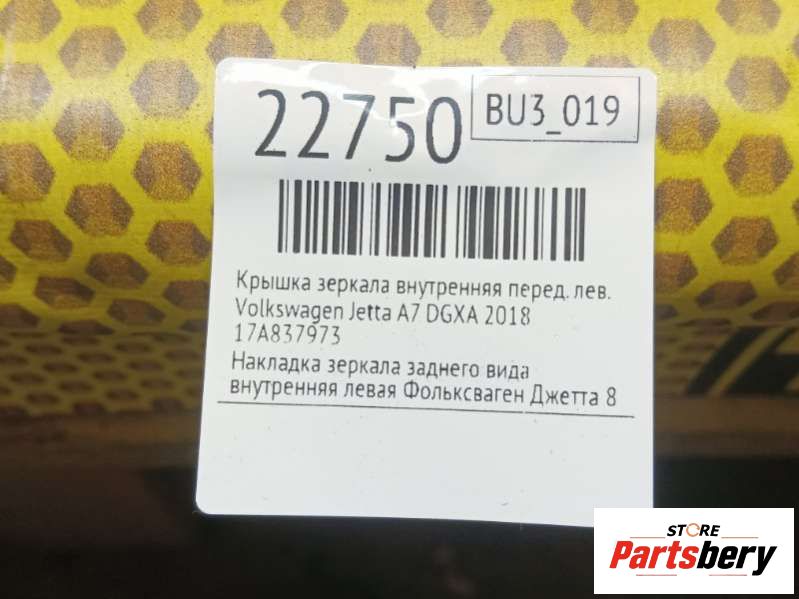 22750
BU3_019
Крышка зеркала внутренняя перед. лев.
Volkswagen Jetta A7 DGXA 2018
17A837973
Накладка зеркала заднего вида
внутренняя левая Фольксваген Джетта 8
STORE
Partsbery